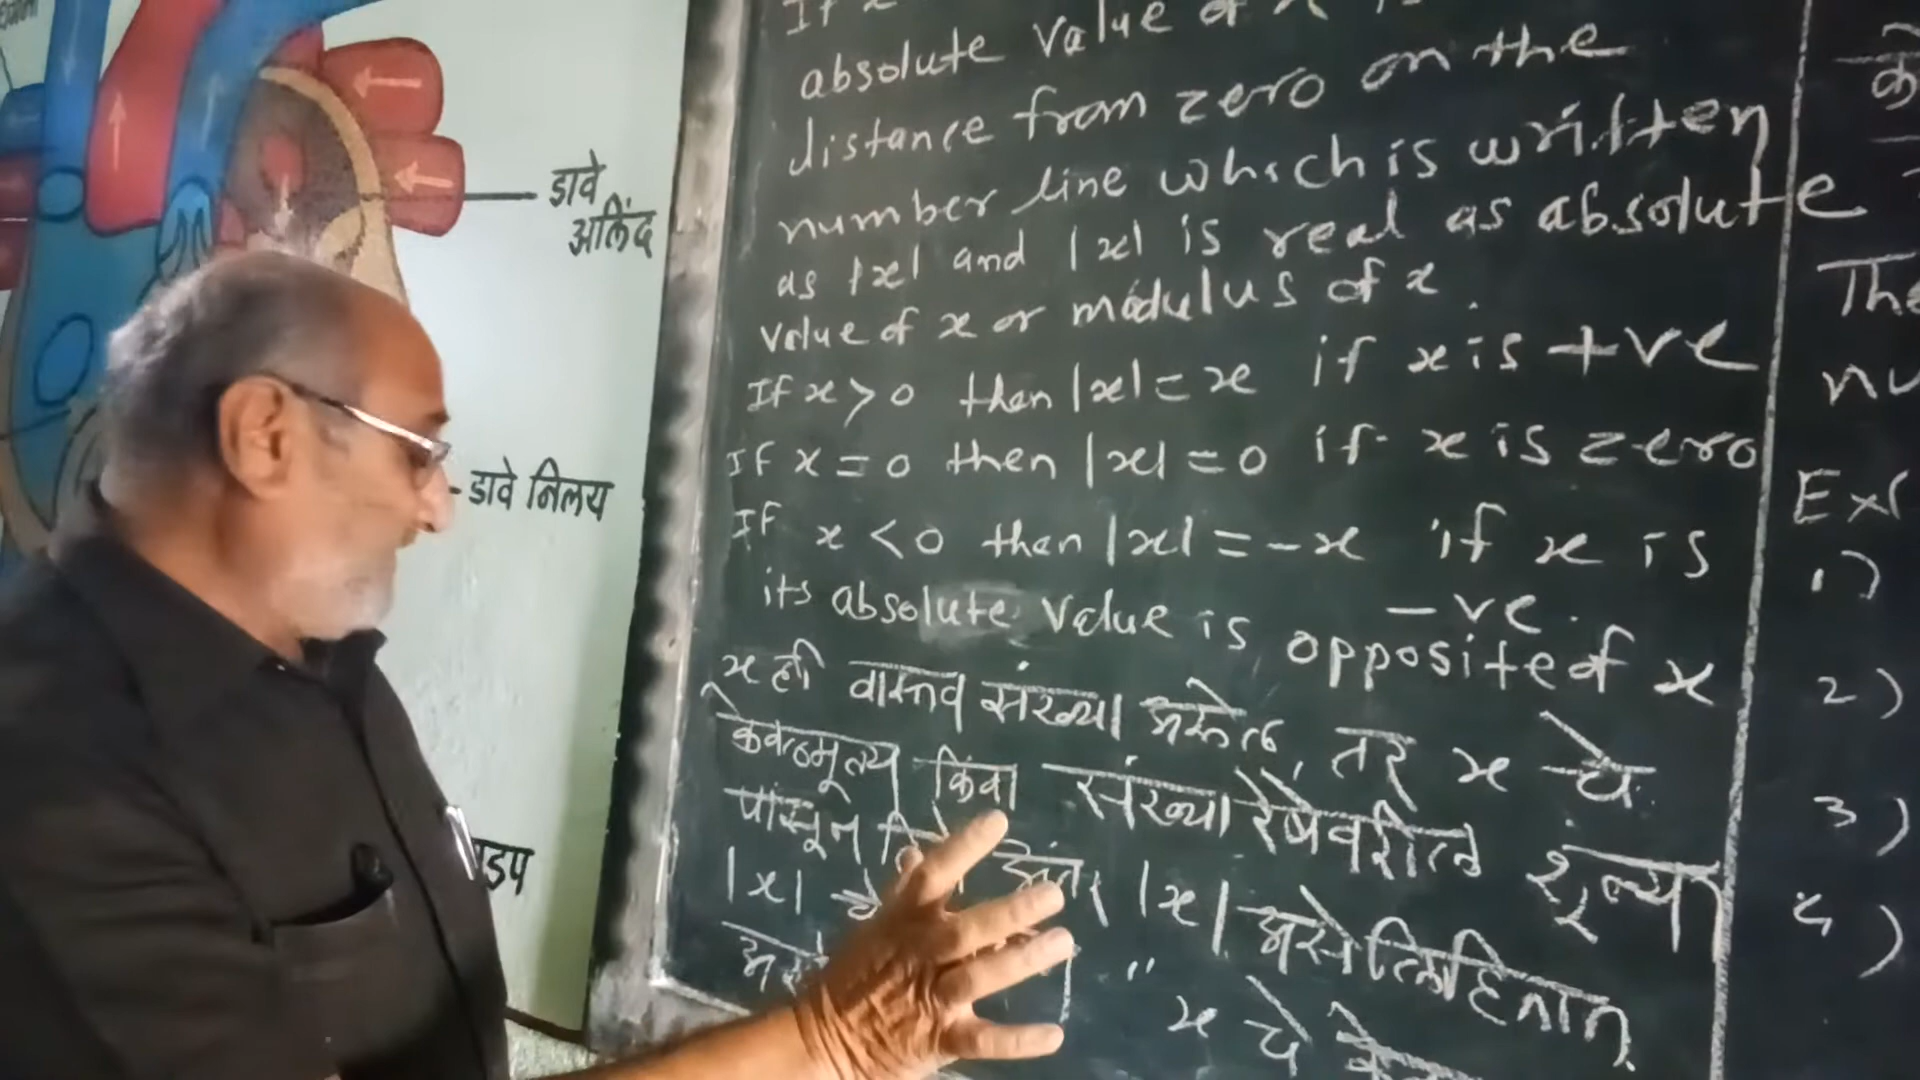 डावे
अलिंद
डावे निलय
पडप
If x
absolute value of x is
distance from zero on the
number line which is written
as |x| and |x| is real as absolute
value of x or modulus of x.
If x > 0 then |x| = x if x is +ve
If x = 0 then |x| = 0 if x is zero
If x < 0 then |x| = -x if x is
-ve.
its absolute value is opposite of x
x ही वास्तव संख्या असेल, तर x चे
केवलमूल्य किंवा संख्या रेषेवरील शून्या
पासून अंतर |x| असे लिहितात.
|x| चे
" x चे
The
nu
Ex
1)
2)
3)
4)